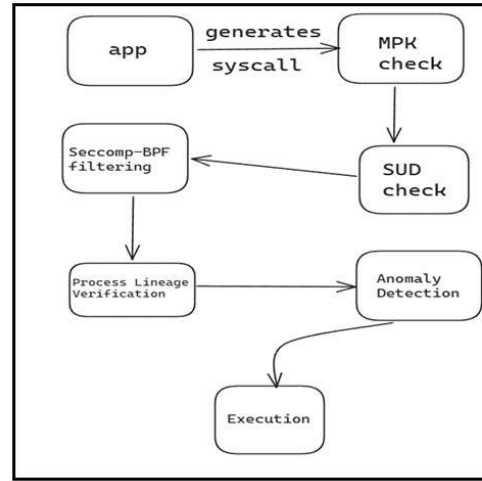 app
generates
syscall
MPK
check
SUD
check
Seccomp-BPF
filtering
Process Lineage
Verification
Anomaly
Detection
Execution